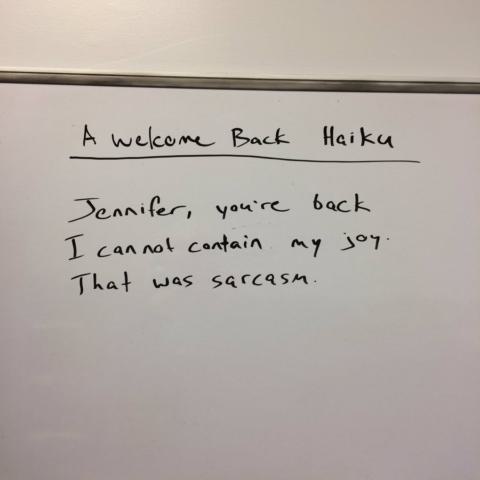 A Welcome Back Haiku
Jennifer, you're back
I cannot contain my joy.
That was sarcasm.